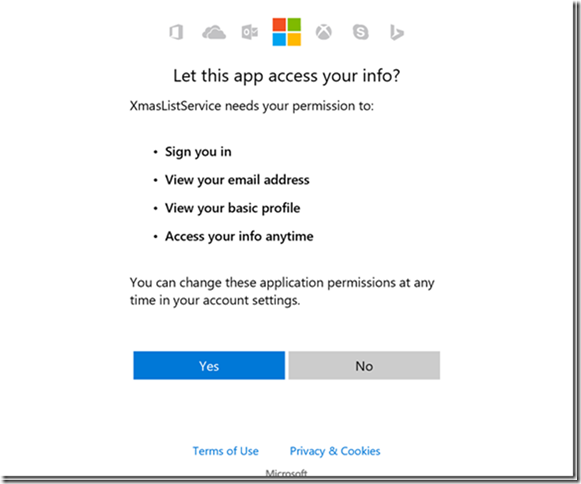 Let this app access your info?
XmasListService needs your permission to:
• Sign you in
• View your email address
• View your basic profile
• Access your info anytime
You can change these application permissions at any
time in your account settings.
Yes No
Terms of Use Privacy & Cookies
Microsoft